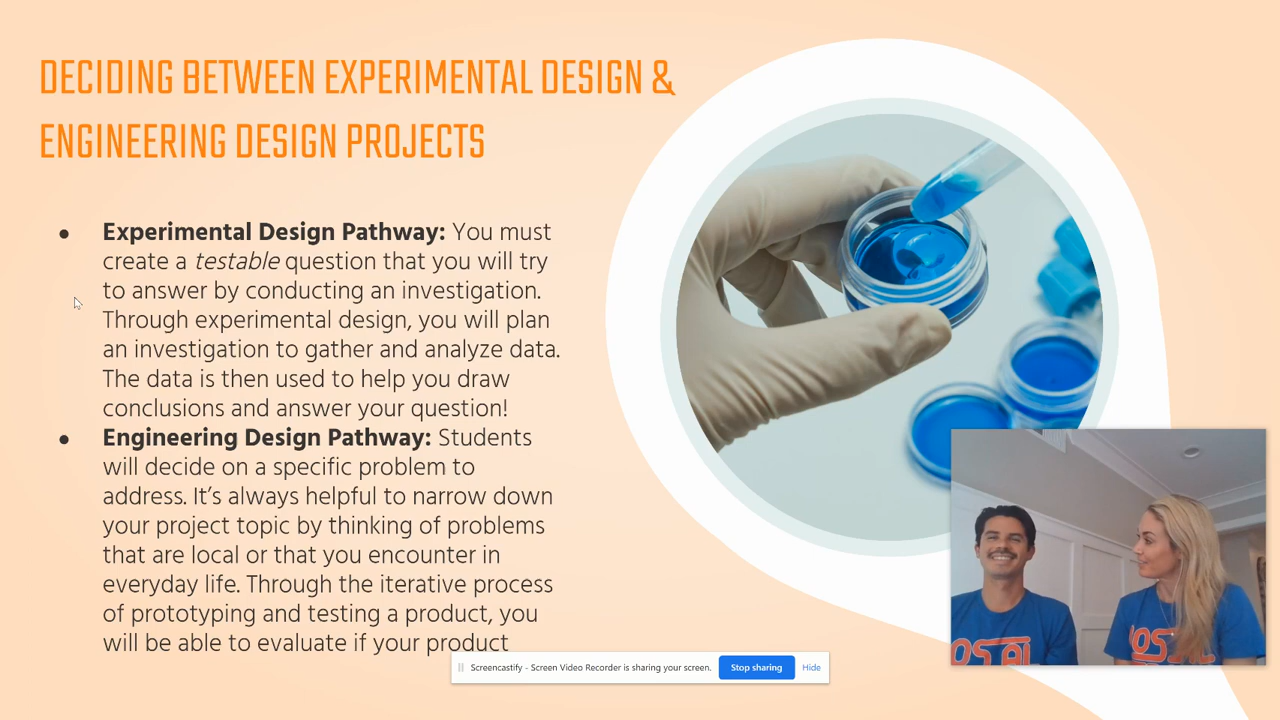 DECIDING BETWEEN EXPERIMENTAL DESIGN &
ENGINEERING DESIGN PROJECTS
● Experimental Design Pathway: You must
create a testable question that you will try
to answer by conducting an investigation.
Through experimental design, you will plan
an investigation to gather and analyze data.
The data is then used to help you draw
conclusions and answer your question!
● Engineering Design Pathway: Students
will decide on a specific problem to
address. It’s always helpful to narrow down
your project topic by thinking of problems
that are local or that you encounter in
everyday life. Through the iterative process
of prototyping and testing a product, you
will be able to evaluate if your product
Screencastify - Screen Video Recorder is sharing your screen.
Stop sharing
Hide